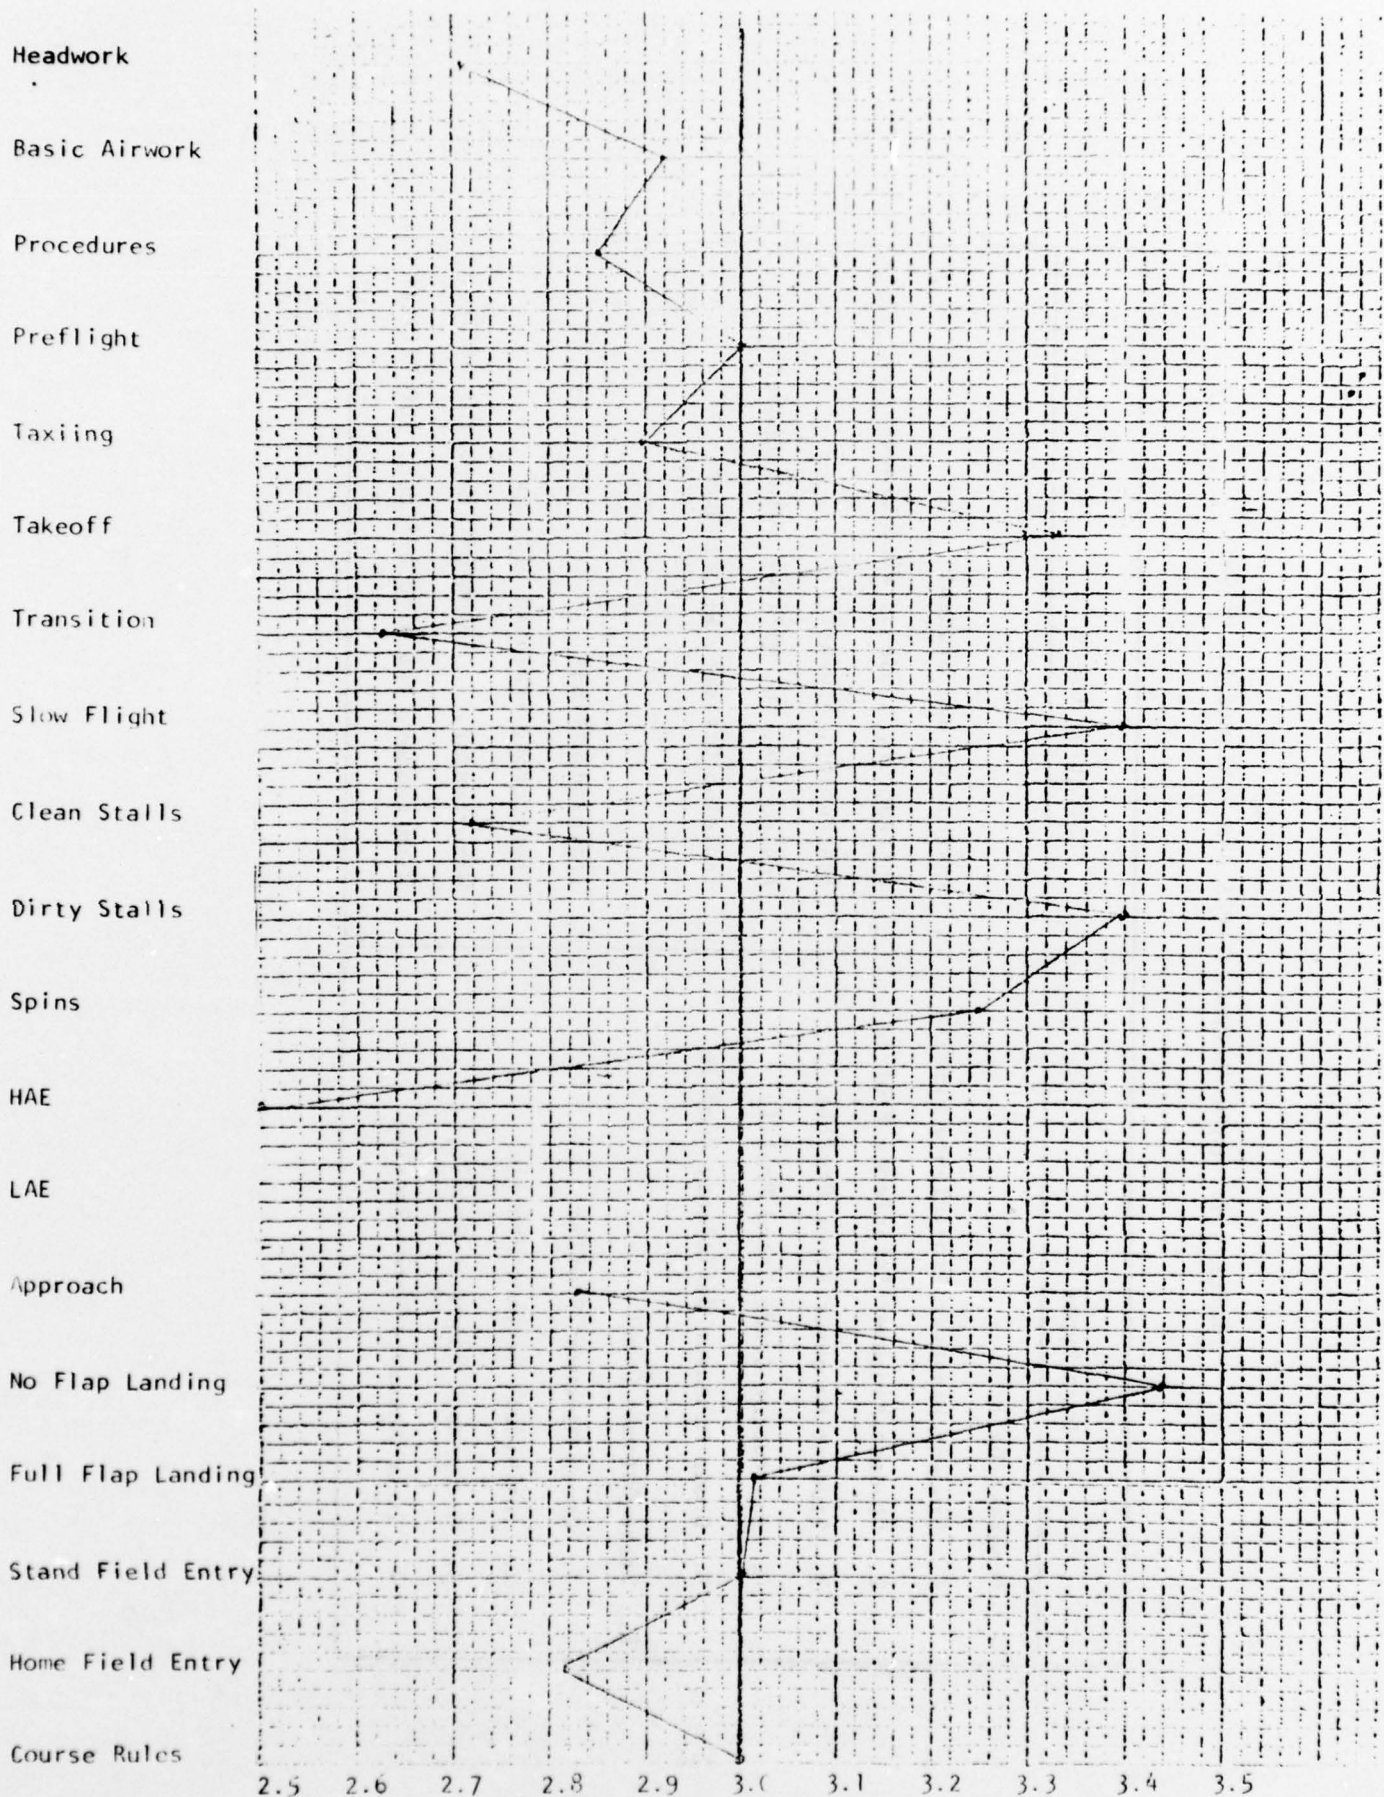 Headwork
Basic Airwork
Procedures
Preflight
Taxiing
Takeoff
Transition
Slow Flight
Clean Stalls
Dirty Stalls
Spins
HAE
LAE
Approach
No Flap Landing
Full Flap Landing
Stand Field Entry
Home Field Entry
Course Rules
2.5 2.6 2.7 2.8 2.9 3.0 3.1 3.2 3.3 3.4 3.5